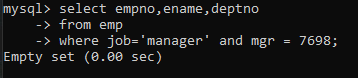 mysql> select empno,ename,deptno
    -> from emp
    -> where job='manager' and mgr = 7698;
Empty set (0.00 sec)